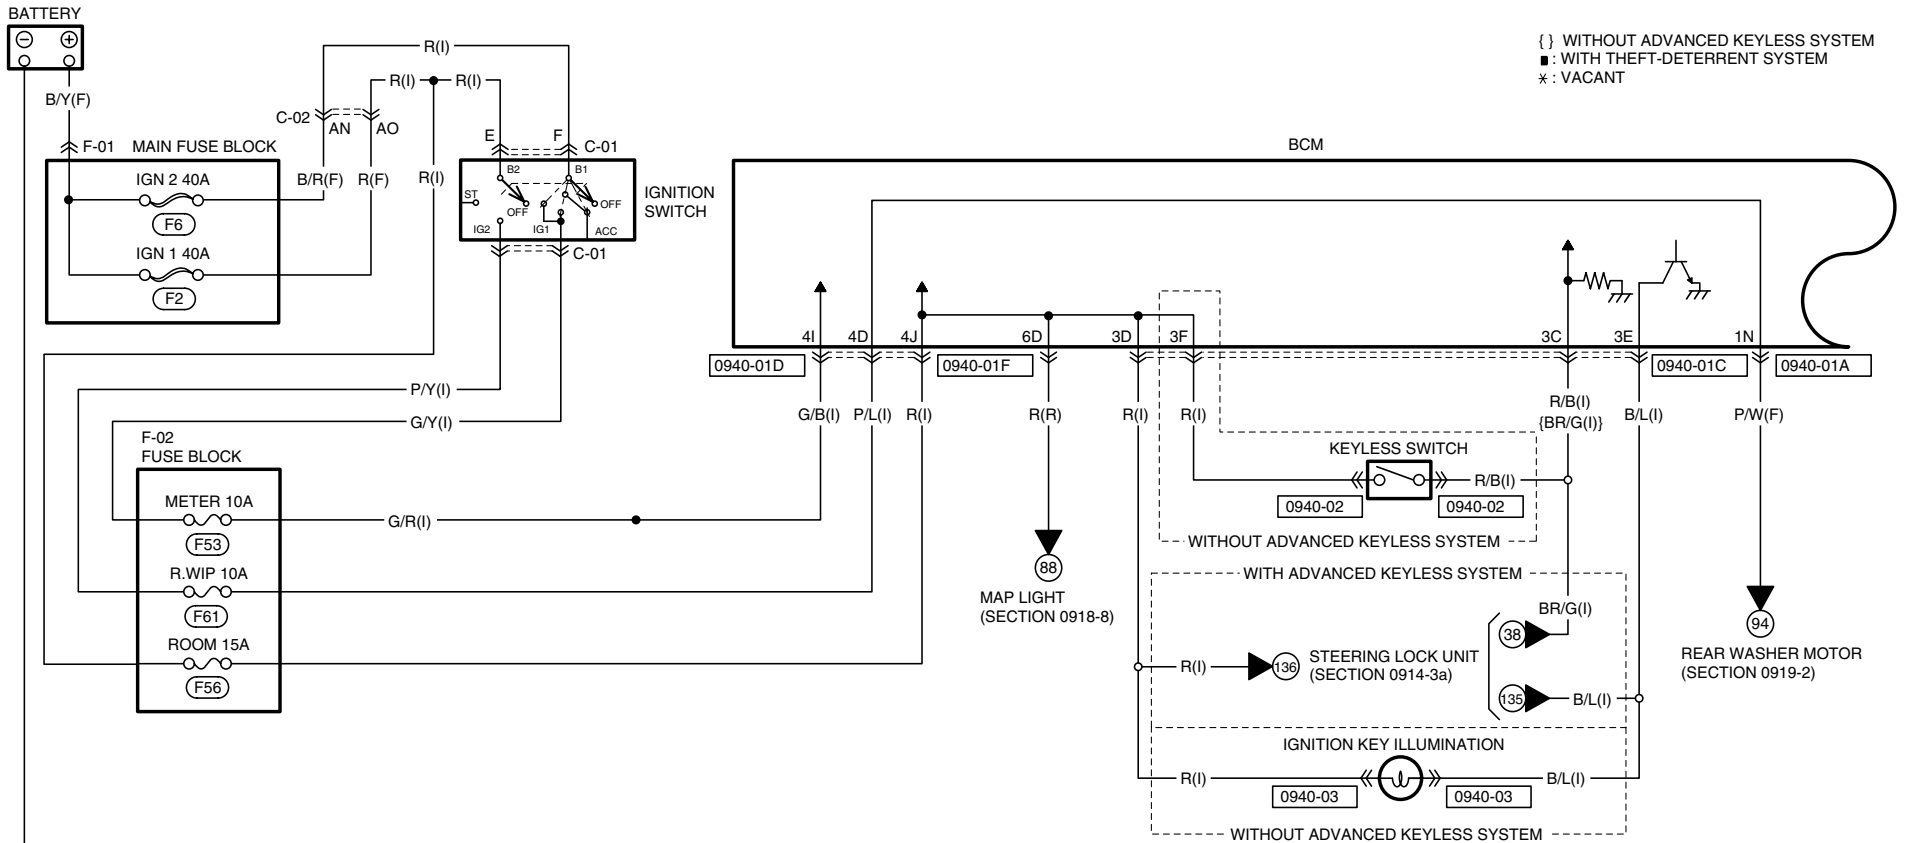 BATTERY
− +
B/Y(F)
R(I)
R(I) R(I)
C-02 AN AO
F-01 MAIN FUSE BLOCK
IGN 2 40A
F6
IGN 1 40A
F2
B/R(F) R(F) R(I)
E F C-01
B2 B1
ST OFF OFF
IG2 IG1 ACC
IGNITION
SWITCH
C-01
{ } WITHOUT ADVANCED KEYLESS SYSTEM
■ : WITH THEFT-DETERRENT SYSTEM
* : VACANT
BCM
4I 4D 4J 6D 3D 3F 3C 3E 1N
0940-01D 0940-01F 0940-01C 0940-01A
G/B(I) P/L(I) R(I) R(R) R(I) R(I) R/B(I) B/L(I) P/W(F)
{BR/G(I)}
P/Y(I)
G/Y(I)
F-02
FUSE BLOCK
METER 10A
F53
G/R(I)
R.WIP 10A
F61
ROOM 15A
F56
KEYLESS SWITCH
R/B(I)
0940-02 0940-02
WITHOUT ADVANCED KEYLESS SYSTEM
88
MAP LIGHT
(SECTION 0918-8)
WITH ADVANCED KEYLESS SYSTEM
BR/G(I)
38
R(I) 136 STEERING LOCK UNIT
(SECTION 0914-3a)
135 B/L(I)
94
REAR WASHER MOTOR
(SECTION 0919-2)
IGNITION KEY ILLUMINATION
R(I) B/L(I)
0940-03 0940-03
WITHOUT ADVANCED KEYLESS SYSTEM